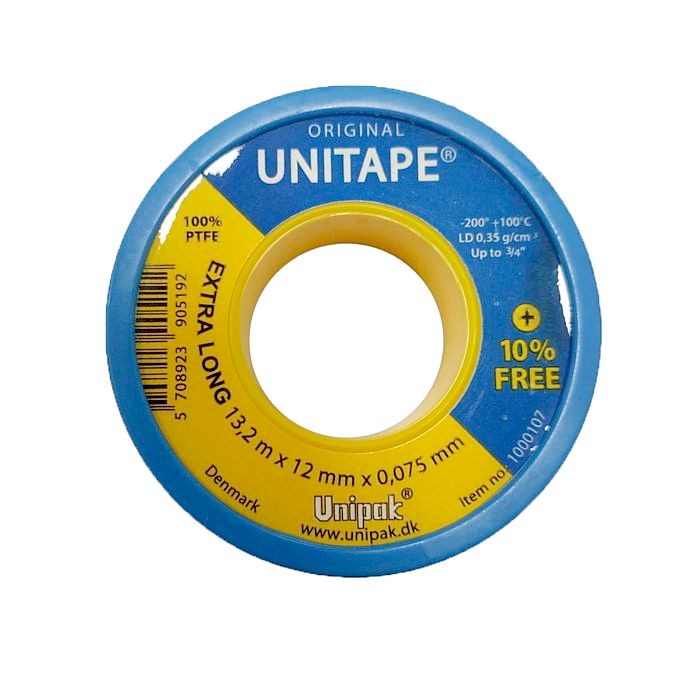 ORIGINAL
UNITAPE®
100%
PTFE
-200° +100°C
LD 0,35 g/cm³
Up to 3/4"
10%
FREE
EXTRA LONG 13,2 m x 12 mm x 0,075 mm
5 708923 905192
Denmark
Unipak®
www.unipak.dk
Item no: 1000107